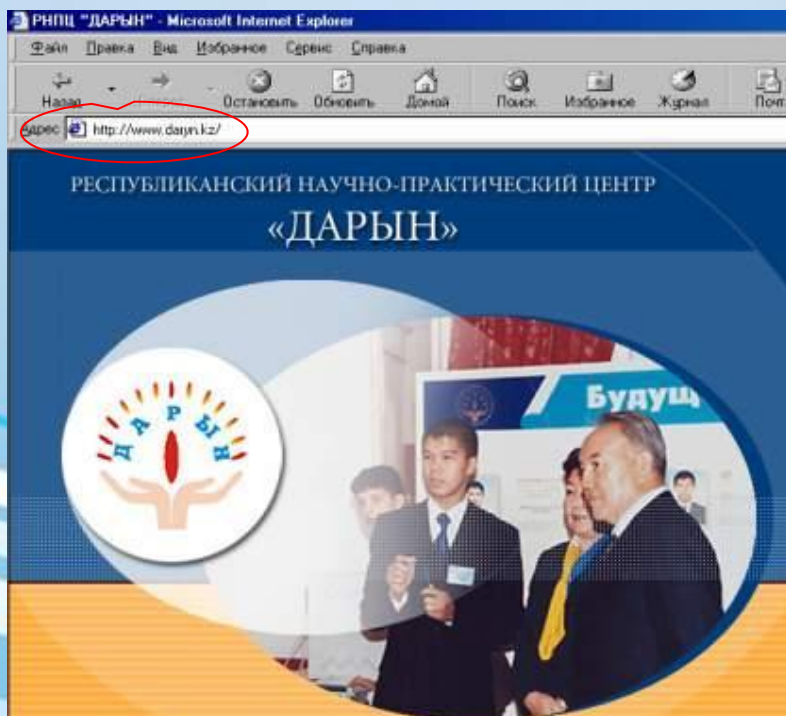 РНПЦ "ДАРЫН" - Microsoft Internet Explorer
Файл Правка Вид Избранное Сервис Справка
Назад Остановить Обновить Домой Поиск Избранное Журнал Почт
Адрес http://www.daryn.kz/
РЕСПУБЛИКАНСКИЙ НАУЧНО-ПРАКТИЧЕСКИЙ ЦЕНТР
«ДАРЫН»
Будущ
ДАРЫН